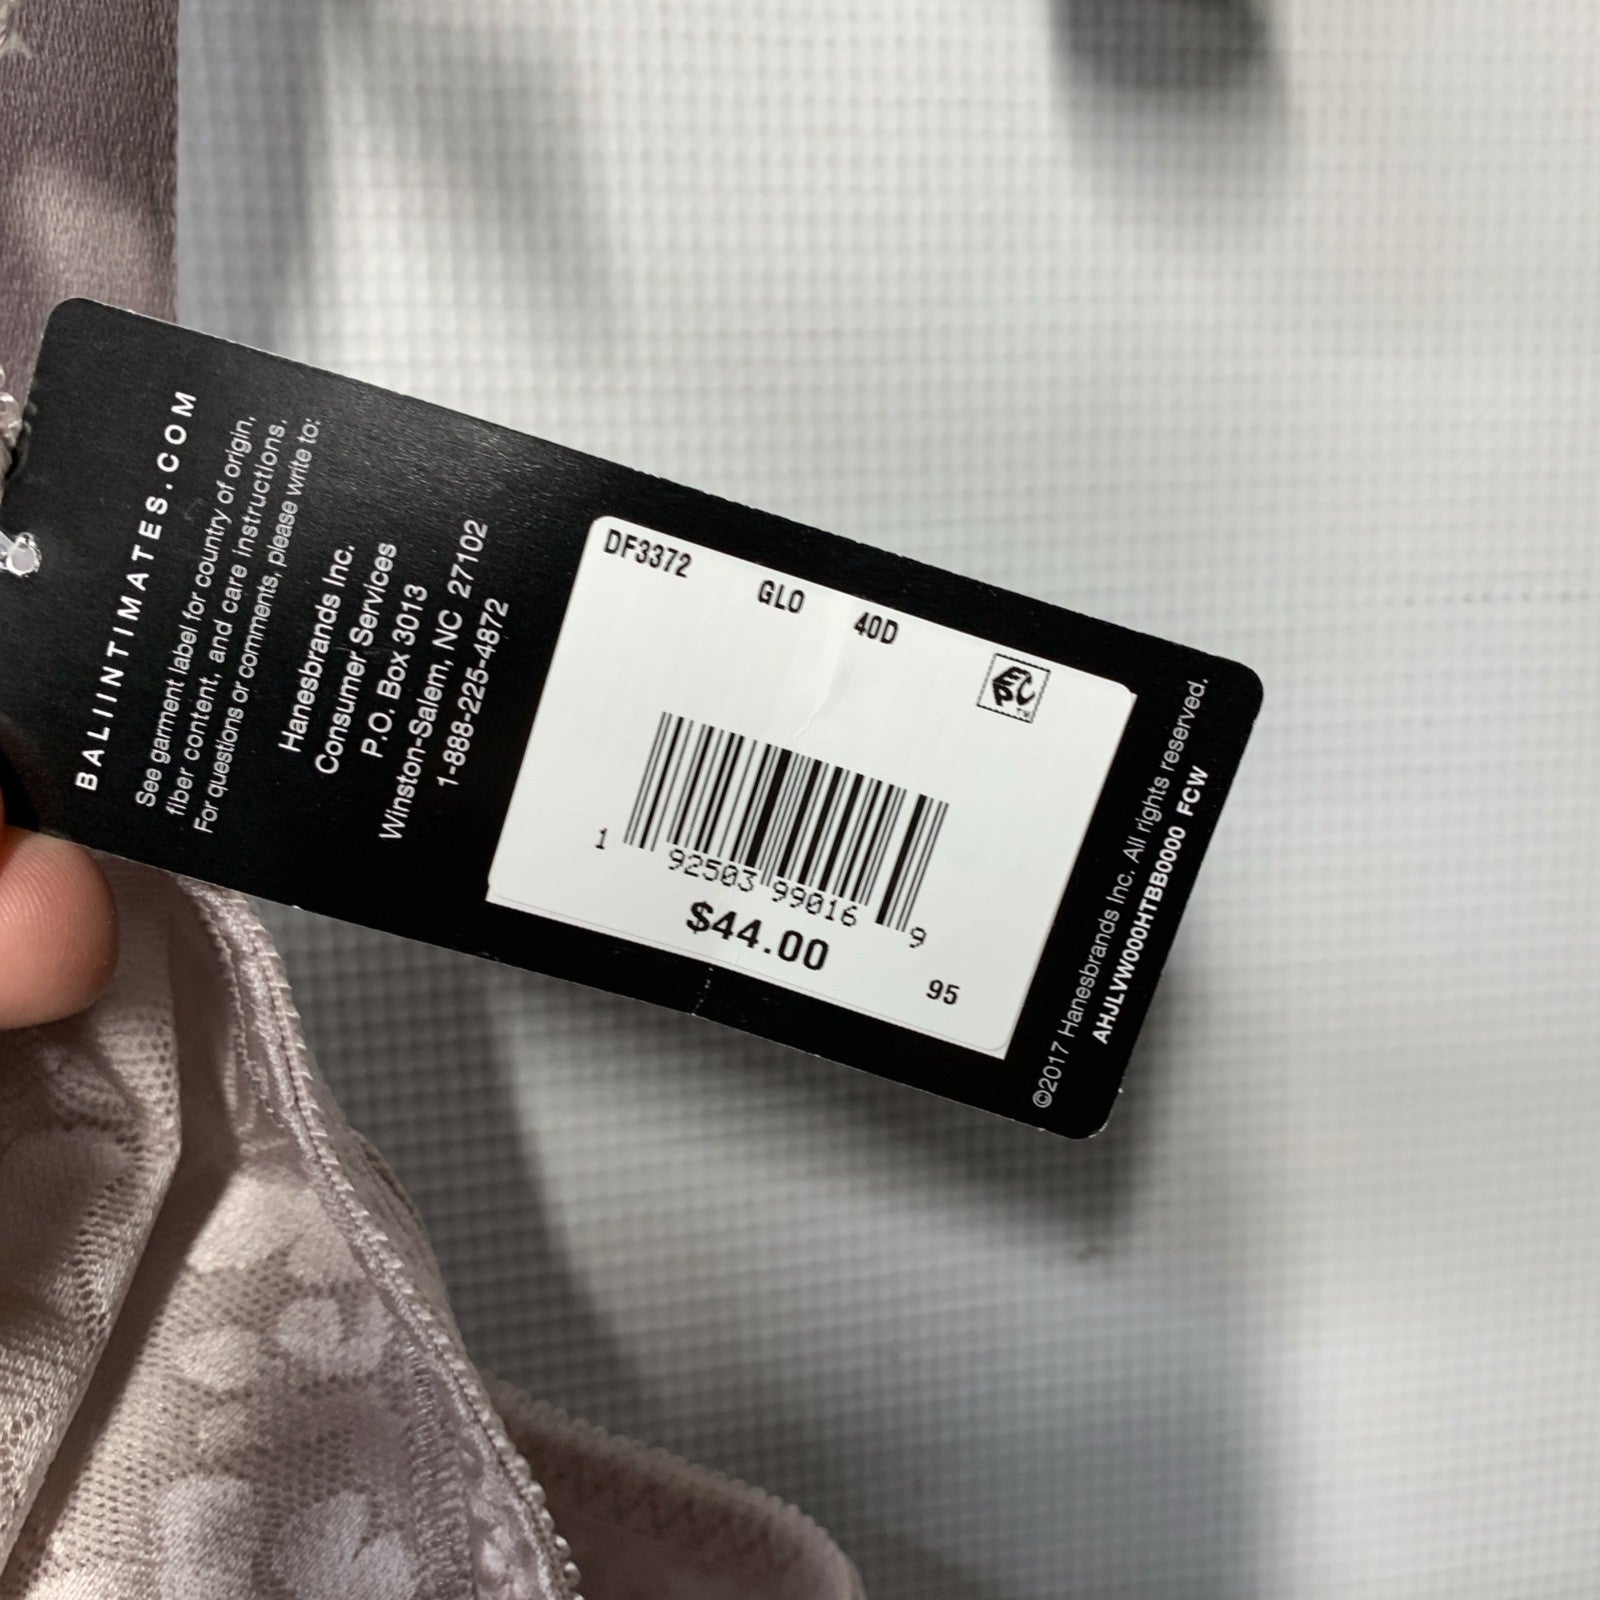 BALIINTIMATES.COM
See garment label for country of origin,
fiber content, and care instructions.
For questions or comments, please write to:
Hanesbrands Inc.
Consumer Services
P.O. Box 3013
Winston-Salem, NC 27102
1-888-225-4872
DF3372 GLO 40D
EPC
TM
1 92503 99016 9
$44.00
95
©2017 Hanesbrands Inc. All rights reserved.
AHJLVW000HTBB0000 FCW